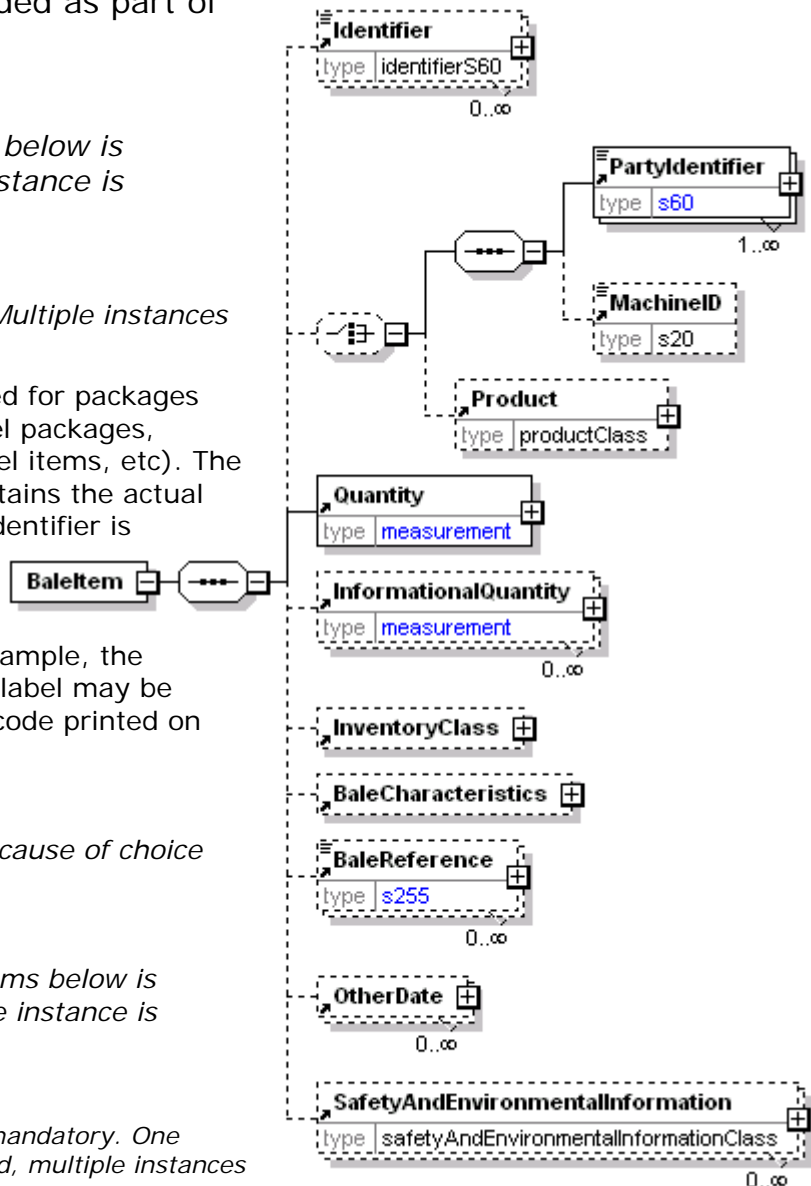 ded as part of
below is
stance is
Multiple instances
ed for packages
el packages,
el items, etc). The
tains the actual
dentifier is
ample, the
label may be
code printed on
cause of choice
ms below is
e instance is
mandatory. One
d, multiple instances
BaleItem
Identifier
type identifierS60
0..∞
PartyIdentifier
type s60
1..∞
MachineID
type s20
Product
type productClass
Quantity
type measurement
InformationalQuantity
type measurement
0..∞
InventoryClass
BaleCharacteristics
BaleReference
type s255
0..∞
OtherDate
0..∞
SafetyAndEnvironmentalInformation
type safetyAndEnvironmentalInformationClass
0..∞